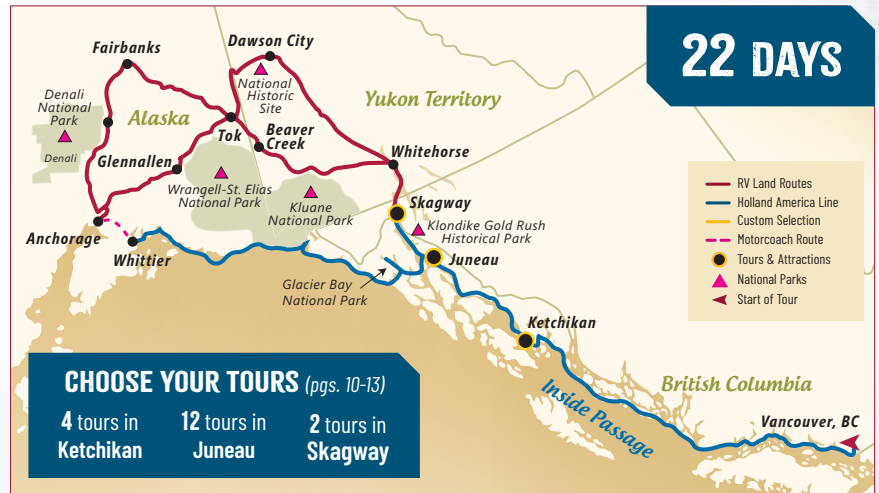 22 DAYS
Fairbanks
Dawson City
National
Historic
Site
Yukon Territory
Denali
National
Park
Denali
Alaska
Tok
Beaver
Creek
Glennallen
Whitehorse
Wrangell-St. Elias
National Park
Kluane
National Park
Skagway
Klondike Gold Rush
Historical Park
Anchorage
Whittier
Juneau
Glacier Bay
National Park
Ketchikan
Inside Passage
British Columbia
Vancouver, BC
RV Land Routes
Holland America Line
Custom Selection
Motorcoach Route
Tours & Attractions
National Parks
Start of Tour
CHOOSE YOUR TOURS (pgs. 10-13)
4 tours in
Ketchikan
12 tours in
Juneau
2 tours in
Skagway